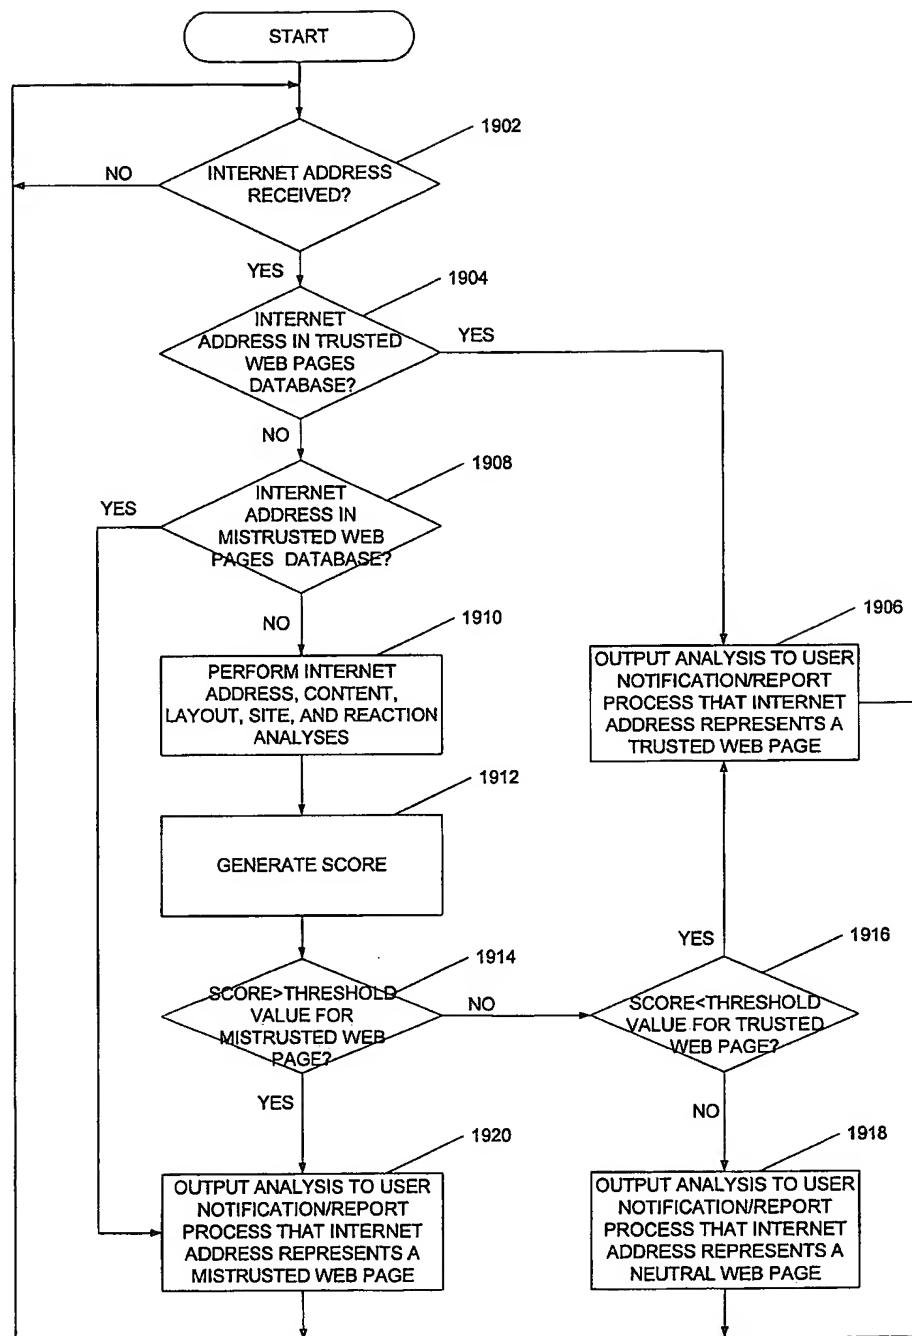 START
1902
NO
INTERNET ADDRESS
RECEIVED?
YES
1904
INTERNET
ADDRESS IN TRUSTED
WEB PAGES
DATABASE?
YES
NO
1908
YES
INTERNET
ADDRESS IN
MISTRUSTED WEB
PAGES DATABASE?
NO
1910
PERFORM INTERNET
ADDRESS, CONTENT,
LAYOUT, SITE, AND REACTION
ANALYSES
1906
OUTPUT ANALYSIS TO USER
NOTIFICATION/REPORT
PROCESS THAT INTERNET
ADDRESS REPRESENTS A
TRUSTED WEB PAGE
1912
GENERATE SCORE
1914
SCORE>THRESHOLD
VALUE FOR
MISTRUSTED WEB
PAGE?
NO
YES
1916
SCORE<THRESHOLD
VALUE FOR TRUSTED
WEB PAGE?
YES
NO
1920
OUTPUT ANALYSIS TO USER
NOTIFICATION/REPORT
PROCESS THAT INTERNET
ADDRESS REPRESENTS A
MISTRUSTED WEB PAGE
1918
OUTPUT ANALYSIS TO USER
NOTIFICATION/REPORT
PROCESS THAT INTERNET
ADDRESS REPRESENTS A
NEUTRAL WEB PAGE